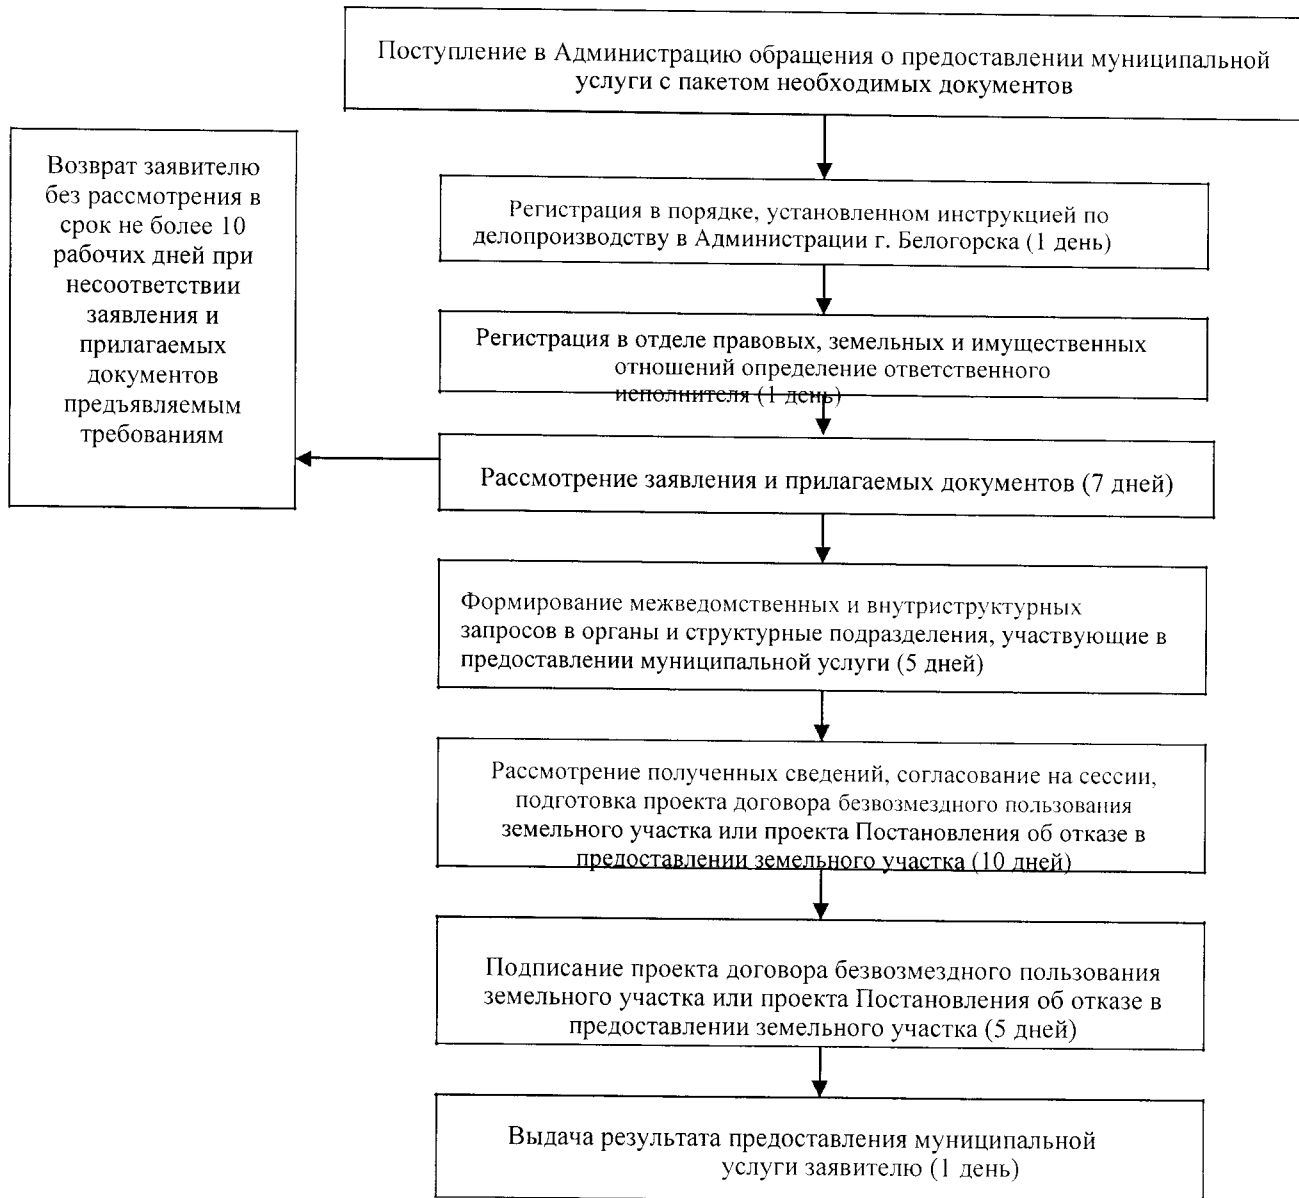 Поступление в Администрацию обращения о предоставлении муниципальной
услуги с пакетом необходимых документов
Возврат заявителю
без рассмотрения в
срок не более 10
рабочих дней при
несоответствии
заявления и
прилагаемых
документов
предъявляемым
требованиям
Регистрация в порядке, установленном инструкцией по
делопроизводству в Администрации г. Белогорска (1 день)
Регистрация в отделе правовых, земельных и имущественных
отношений определение ответственного
исполнителя (1 день)
Рассмотрение заявления и прилагаемых документов (7 дней)
Формирование межведомственных и внутриструктурных
запросов в органы и структурные подразделения, участвующие в
предоставлении муниципальной услуги (5 дней)
Рассмотрение полученных сведений, согласование на сессии,
подготовка проекта договора безвозмездного пользования
земельного участка или проекта Постановления об отказе в
предоставлении земельного участка (10 дней)
Подписание проекта договора безвозмездного пользования
земельного участка или проекта Постановления об отказе в
предоставлении земельного участка (5 дней)
Выдача результата предоставления муниципальной
услуги заявителю (1 день)